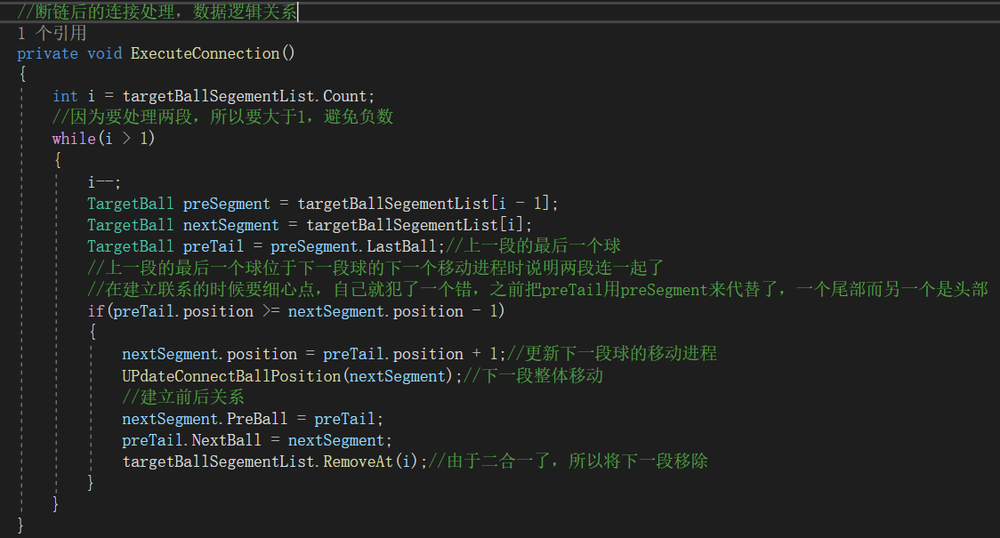 //断链后的连接处理，数据逻辑关系
1 个引用
private void ExecuteConnection()
{
int i = targetBallSegementList.Count;
//因为要处理两段，所以要大于1，避免负数
while(i > 1)
{
i--;
TargetBall preSegment = targetBallSegementList[i - 1];
TargetBall nextSegment = targetBallSegementList[i];
TargetBall preTail = preSegment.LastBall;//上一段的最后一个球
//上一段的最后一个球位于下一段球的下一个移动进程时说明两段连一起了
//在建立联系的时候要细心点，自己就犯了一个错，之前把preTail用preSegment来代替了，一个尾部而另一个是头部
if(preTail.position >= nextSegment.position - 1)
{
nextSegment.position = preTail.position + 1;//更新下一段球的移动进程
UPdateConnectBallPosition(nextSegment);//下一段整体移动
//建立前后关系
nextSegment.PreBall = preTail;
preTail.NextBall = nextSegment;
targetBallSegementList.RemoveAt(i);//由于二合一了，所以将下一段移除
}
}
}